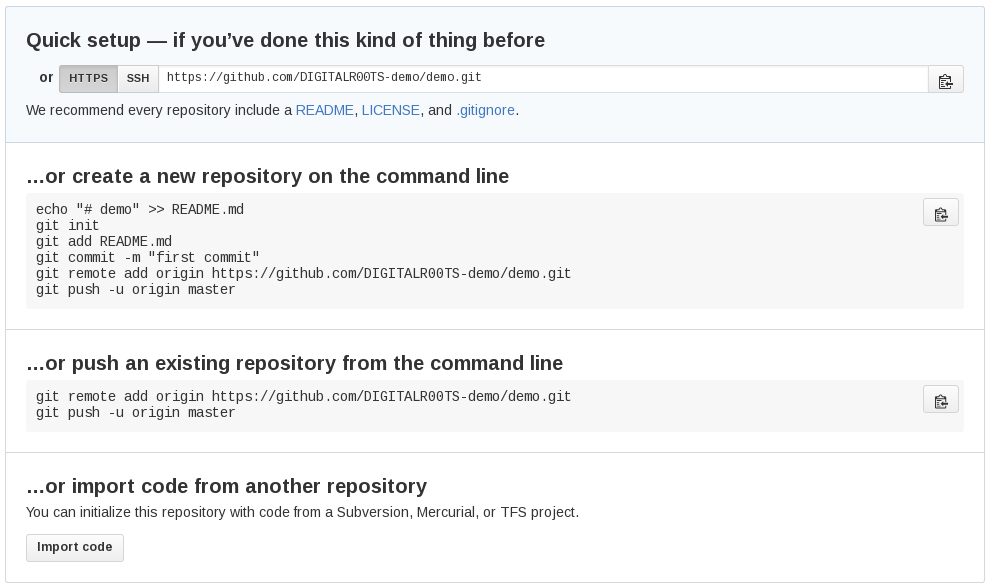 Quick setup — if you’ve done this kind of thing before
or HTTPS SSH https://github.com/DIGITALR00TS-demo/demo.git
We recommend every repository include a README, LICENSE, and .gitignore.
…or create a new repository on the command line
echo "# demo" >> README.md
git init
git add README.md
git commit -m "first commit"
git remote add origin https://github.com/DIGITALR00TS-demo/demo.git
git push -u origin master
…or push an existing repository from the command line
git remote add origin https://github.com/DIGITALR00TS-demo/demo.git
git push -u origin master
…or import code from another repository
You can initialize this repository with code from a Subversion, Mercurial, or TFS project.
Import code